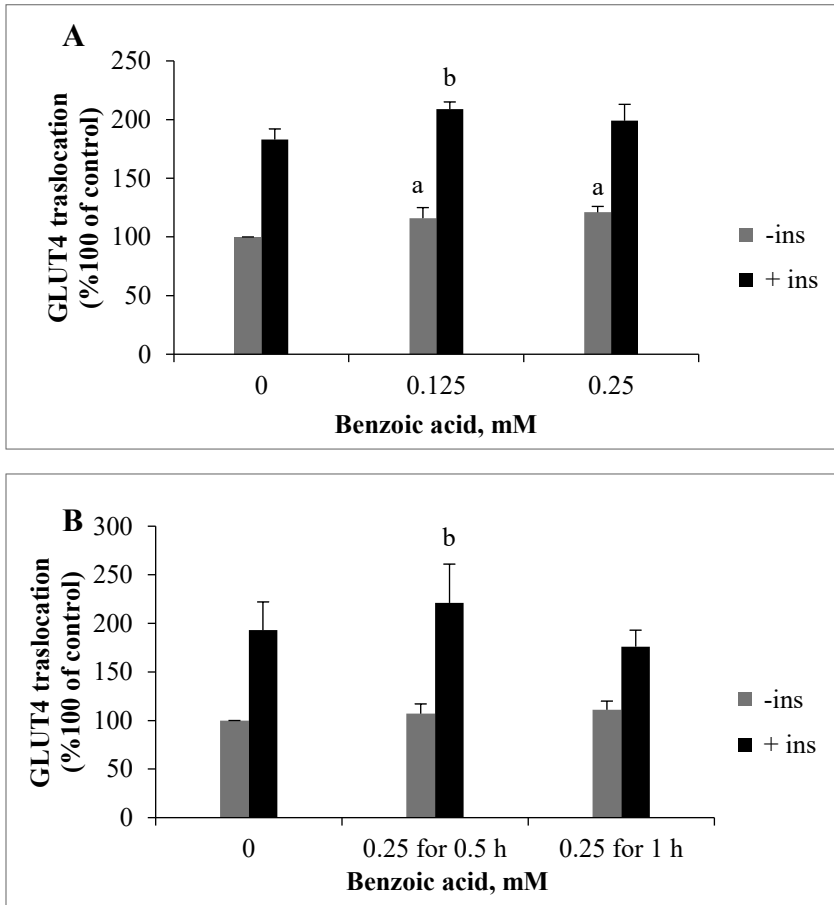 A
250
200
150
100
50
0
GLUT4 traslocation
(%100 of control)
b
a
a
0
0.125
0.25
Benzoic acid, mM
-ins
+ ins
B
300
250
200
150
100
50
0
GLUT4 traslocation
(%100 of control)
b
0
0.25 for 0.5 h
0.25 for 1 h
Benzoic acid, mM
-ins
+ ins